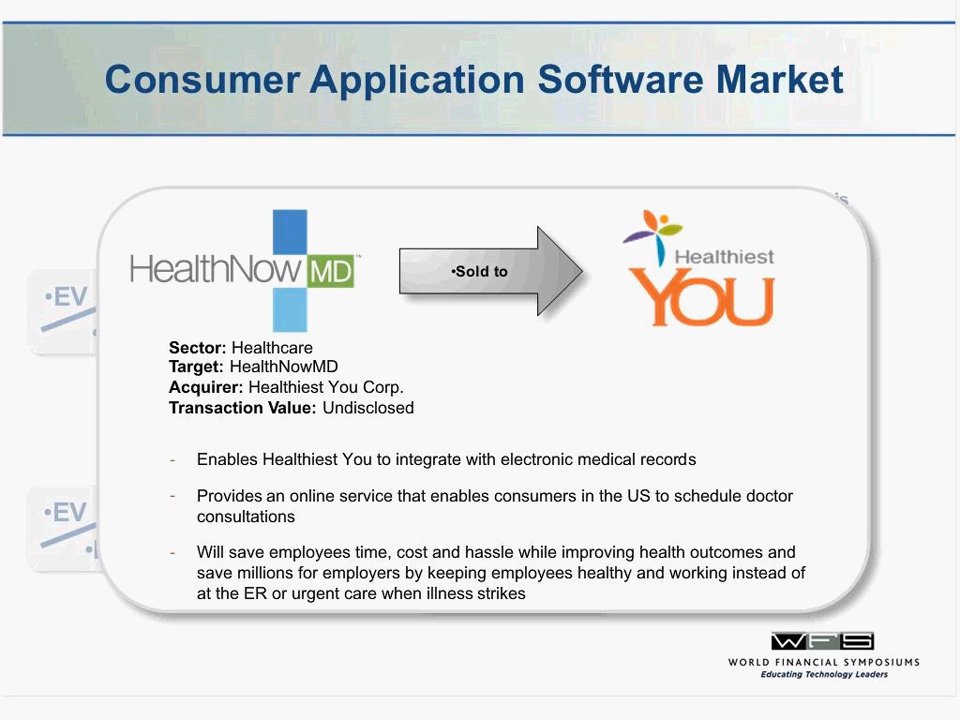 Consumer Application Software Market
is
HealthNow MD™
•Sold to
Healthiest
YOU
•EV
Sector: Healthcare
Target: HealthNowMD
Acquirer: Healthiest You Corp.
Transaction Value: Undisclosed
- Enables Healthiest You to integrate with electronic medical records
- Provides an online service that enables consumers in the US to schedule doctor
consultations
•EV
- Will save employees time, cost and hassle while improving health outcomes and
save millions for employers by keeping employees healthy and working instead of
at the ER or urgent care when illness strikes
WFS
WORLD FINANCIAL SYMPOSIUMS
Educating Technology Leaders